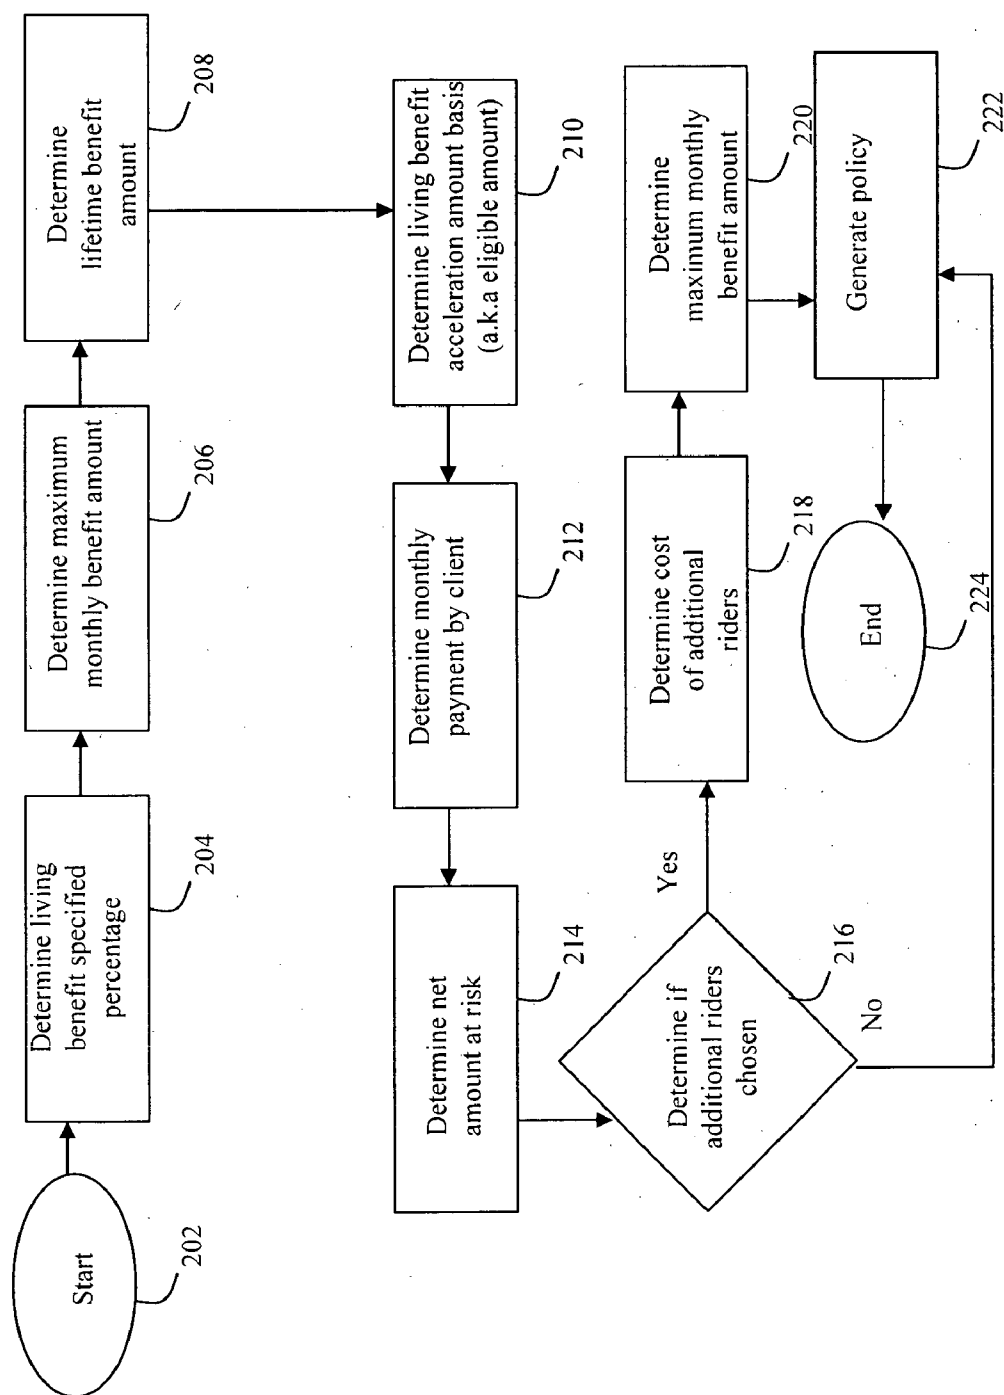 Start
202
Determine living
benefit specified
percentage
204
Determine maximum
monthly benefit amount
206
Determine
lifetime benefit
amount
208
Determine living benefit
acceleration amount basis
(a.k.a eligible amount)
210
Determine monthly
payment by client
212
Determine net
amount at risk
214
Determine if
additional riders
chosen
216
Yes
No
Determine cost
of additional
riders
218
Determine
maximum monthly
benefit amount
220
Generate policy
222
End
224